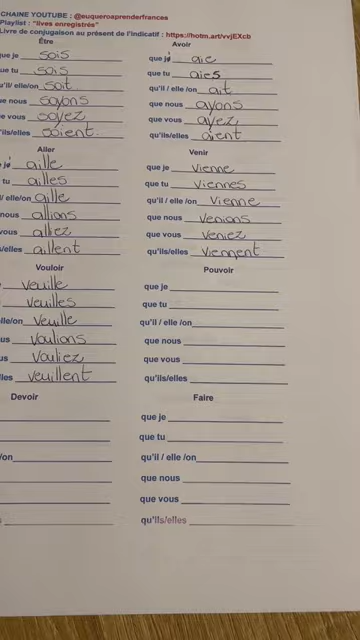 CHAINE YOUTUBE : @euqueroaprenderfrances
Playlist : "lives enregistrés"
Livre de conjugaison au présent de l'indicatif : https://hotm.art/vvjEXcb
Être
que je sois
que tu sois
u'il/ elle/on soit
e nous soyons
e vous soyez
'ils/elles soient
Avoir
que j' aie
que tu aies
qu'il / elle /on ait
que nous ayons
que vous ayez
qu'ils/elles aient
Aller
j' aille
tu ailles
l/ elle/on aille
nous allions
vous alliez
s/elles aillent
Venir
que je vienne
que tu viennes
qu'il / elle /on vienne
que nous venions
que vous veniez
qu'ils/elles viennent
Vouloir
veuille
veuilles
lle/on veuille
us voulions
us vouliez
lles veuillent
Pouvoir
que je
que tu
qu'il / elle /on
que nous
que vous
qu'ils/elles
Devoir
/on
Faire
que je
que tu
qu'il / elle /on
que nous
que vous
qu'ils/elles